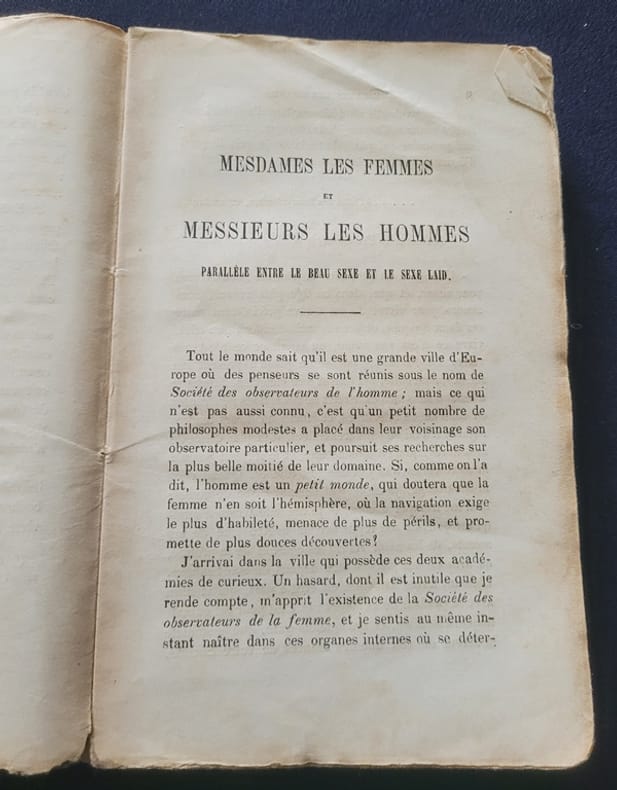 MESDAMES LES FEMMES
ET
MESSIEURS LES HOMMES
PARALLÈLE ENTRE LE BEAU SEXE ET LE SEXE LAID.
Tout le monde sait qu'il est une grande ville d'Eu-
rope où des penseurs se sont réunis sous le nom de
Société des observateurs de l'homme ; mais ce qui
n'est pas aussi connu, c'est qu'un petit nombre de
philosophes modestes a placé dans leur voisinage son
observatoire particulier, et poursuit ses recherches sur
la plus belle moitié de leur domaine. Si, comme on l'a
dit, l'homme est un petit monde, qui doutera que la
femme n'en soit l'hémisphère, où la navigation exige
le plus d'habileté, menace de plus de périls, et pro-
mette de plus douces découvertes?
J'arrivai dans la ville qui possède ces deux acadé-
mies de curieux. Un hasard, dont il est inutile que je
rende compte, m'apprit l'existence de la Société des
observateurs de la femme, et je sentis au même in-
stant naître dans ces organes internes où se déter-